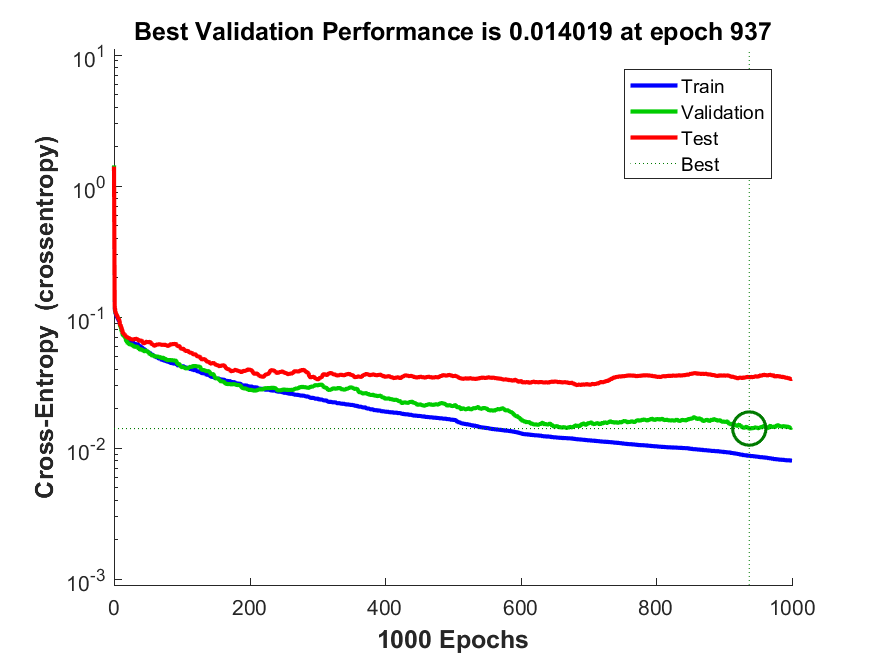 Best Validation Performance is 0.014019 at epoch 937
Cross-Entropy (crossentropy)
10^1
10^0
10^-1
10^-2
10^-3
Train
Validation
Test
Best
0 200 400 600 800 1000
1000 Epochs